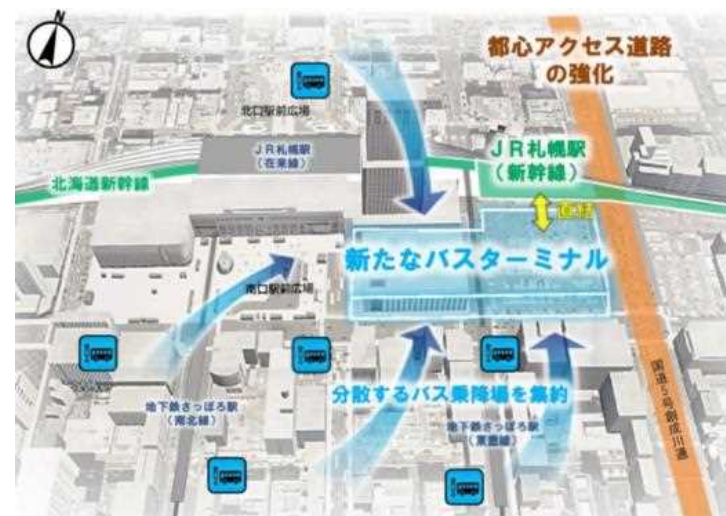 都心アクセス道路
の強化
北口駅前広場
JR札幌駅
(在来線)
JR札幌駅
(新幹線)
北海道新幹線
直結
新たなバスターミナル
南口駅前広場
分散するバス乗降場を集約
地下鉄さっぽろ駅
(南北線)
地下鉄さっぽろ駅
(東豊線)
国道5号創成川通